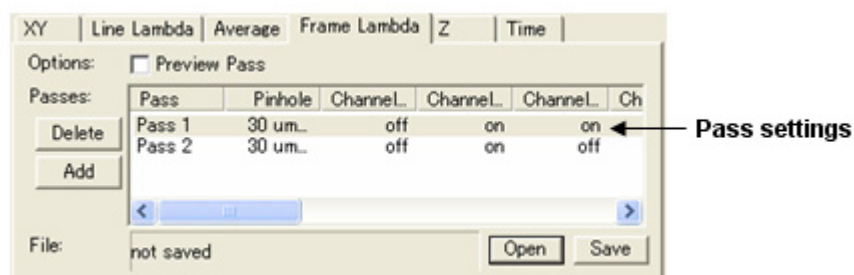 XY Line Lambda Average Frame Lambda Z Time
Options: Preview Pass
Passes: Pass Pinhole Channel... Channel... Channel... Ch
Delete Pass 1 30 um... off on on Pass settings
Pass 2 30 um... off on off
Add
File: not saved Open Save